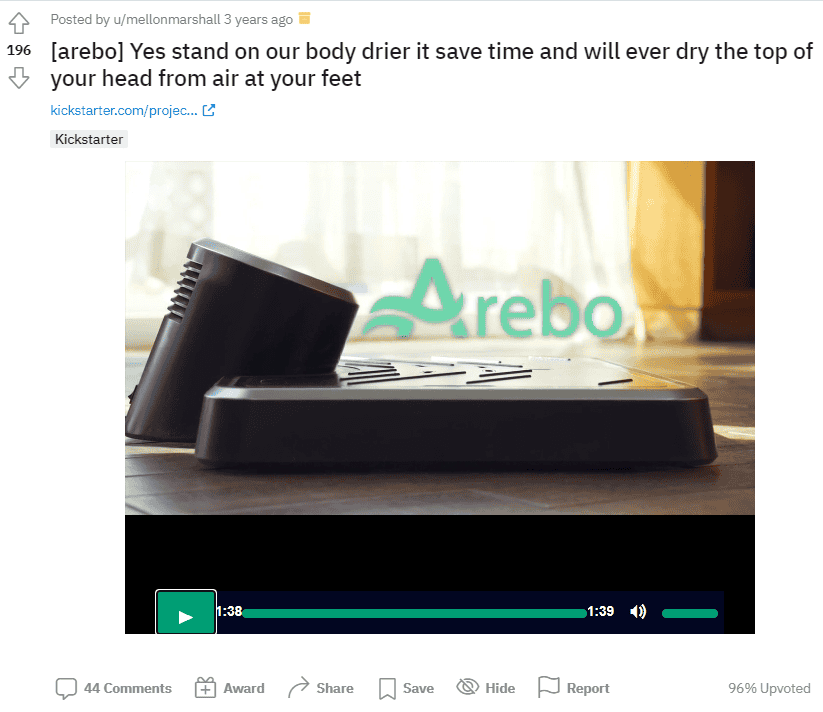 Posted by u/mellonmarshall 3 years ago
196
[arebo] Yes stand on our body drier it save time and will ever dry the top of
your head from air at your feet
kickstarter.com/projec...
Kickstarter
Arebo
1:38
1:39
44 Comments Award Share Save Hide Report 96% Upvoted